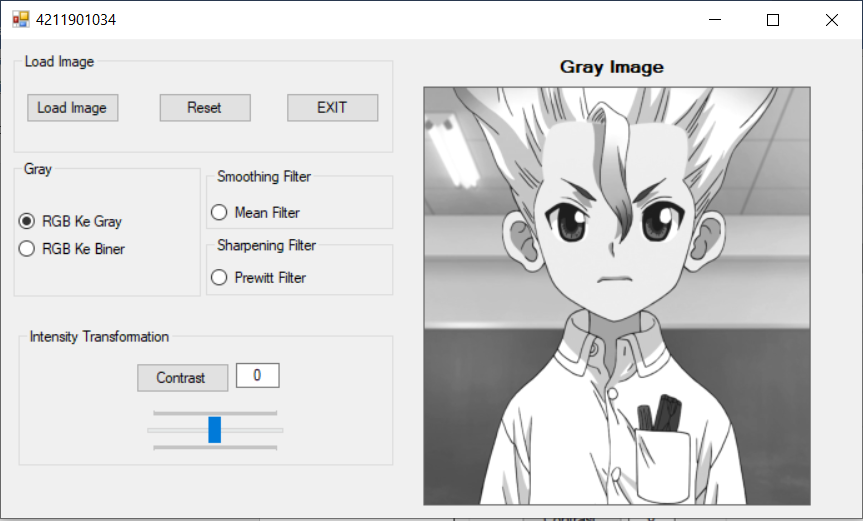 4211901034
Load Image
Load Image Reset EXIT
Gray
RGB Ke Gray
RGB Ke Biner
Smoothing Filter
Mean Filter
Sharpening Filter
Prewitt Filter
Intensity Transformation
Contrast 0
Gray Image